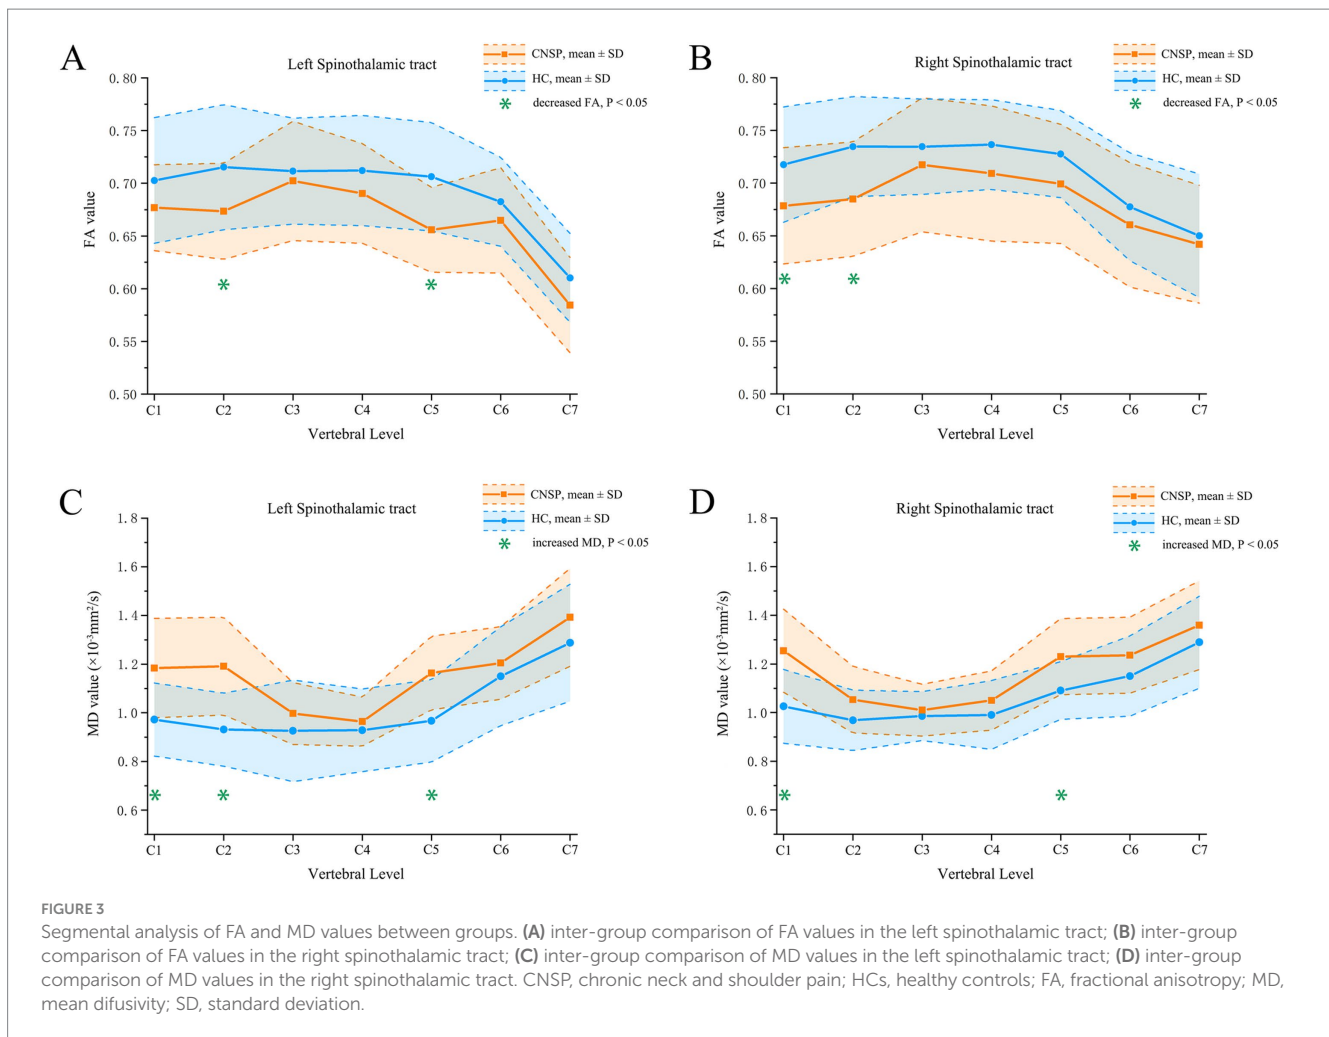 A
Left Spinothalamic tract
CNSP, mean ± SD
HC, mean ± SD
decreased FA, P < 0.05
FA value
0.80
0.75
0.70
0.65
0.60
0.55
0.50
C1 C2 C3 C4 C5 C6 C7
Vertebral Level
B
Right Spinothalamic tract
CNSP, mean ± SD
HC, mean ± SD
decreased FA, P < 0.05
FA value
0.80
0.75
0.70
0.65
0.60
0.55
0.50
C1 C2 C3 C4 C5 C6 C7
Vertebral Level
C
Left Spinothalamic tract
CNSP, mean ± SD
HC, mean ± SD
increased MD, P < 0.05
MD value (×10⁻³mm²/s)
1.8
1.6
1.4
1.2
1.0
0.8
0.6
C1 C2 C3 C4 C5 C6 C7
Vertebral Level
D
Right Spinothalamic tract
CNSP, mean ± SD
HC, mean ± SD
increased MD, P < 0.05
MD value (×10⁻³mm²/s)
1.8
1.6
1.4
1.2
1.0
0.8
0.6
C1 C2 C3 C4 C5 C6 C7
Vertebral Level
FIGURE 3
Segmental analysis of FA and MD values between groups. (A) inter-group comparison of FA values in the left spinothalamic tract; (B) inter-group
comparison of FA values in the right spinothalamic tract; (C) inter-group comparison of MD values in the left spinothalamic tract; (D) inter-group
comparison of MD values in the right spinothalamic tract. CNSP, chronic neck and shoulder pain; HCs, healthy controls; FA, fractional anisotropy; MD,
mean difusivity; SD, standard deviation.